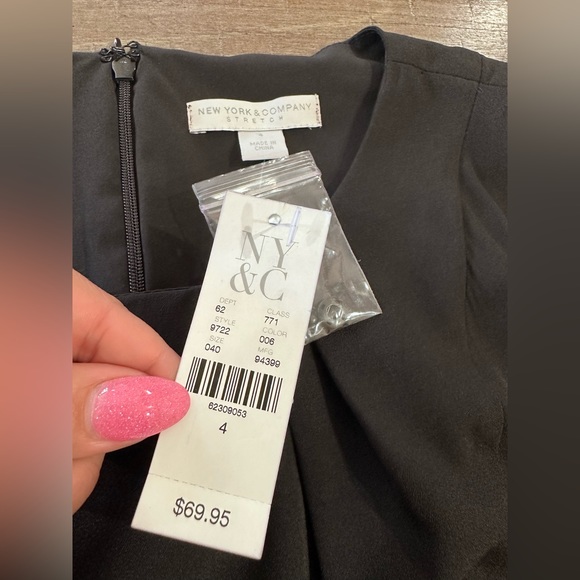 NEW YORK & COMPANY
STRETCH
4
MADE IN
CHINA
NY
&C
DEPT CLASS
62 771
STYLE COLOR
9722 006
SIZE MFG
040 94399
62309053
4
$69.95